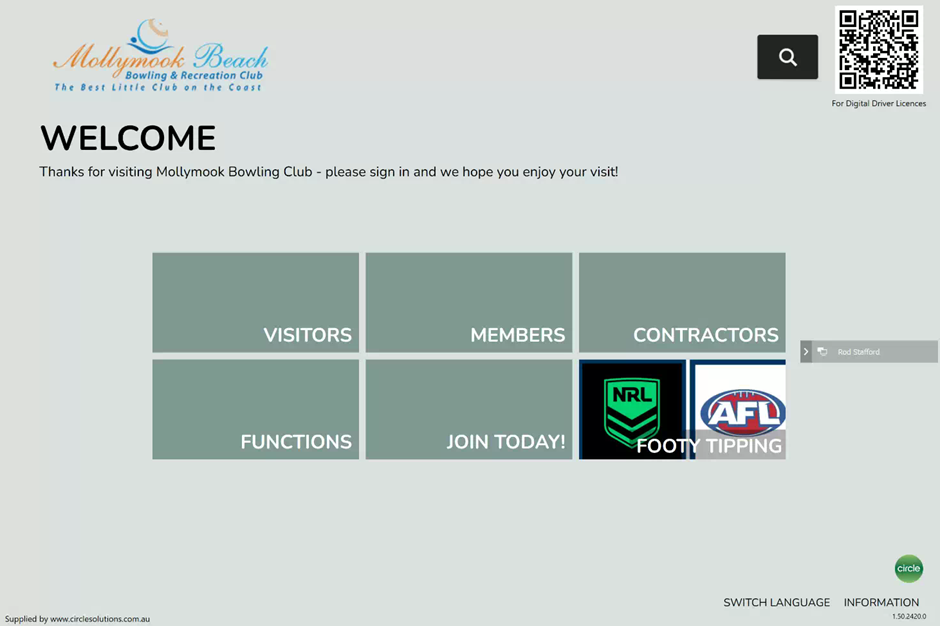 Mollymook Beach
Bowling & Recreation Club
The Best Little Club on the Coast
For Digital Driver Licences
WELCOME
Thanks for visiting Mollymook Bowling Club - please sign in and we hope you enjoy your visit!
VISITORS
MEMBERS
CONTRACTORS
Rod Stafford
FUNCTIONS
JOIN TODAY!
NRL
AFL
FOOTY TIPPING
circle
SWITCH LANGUAGE
INFORMATION
Supplied by www.circlesolutions.com.au
1.50.2420.0